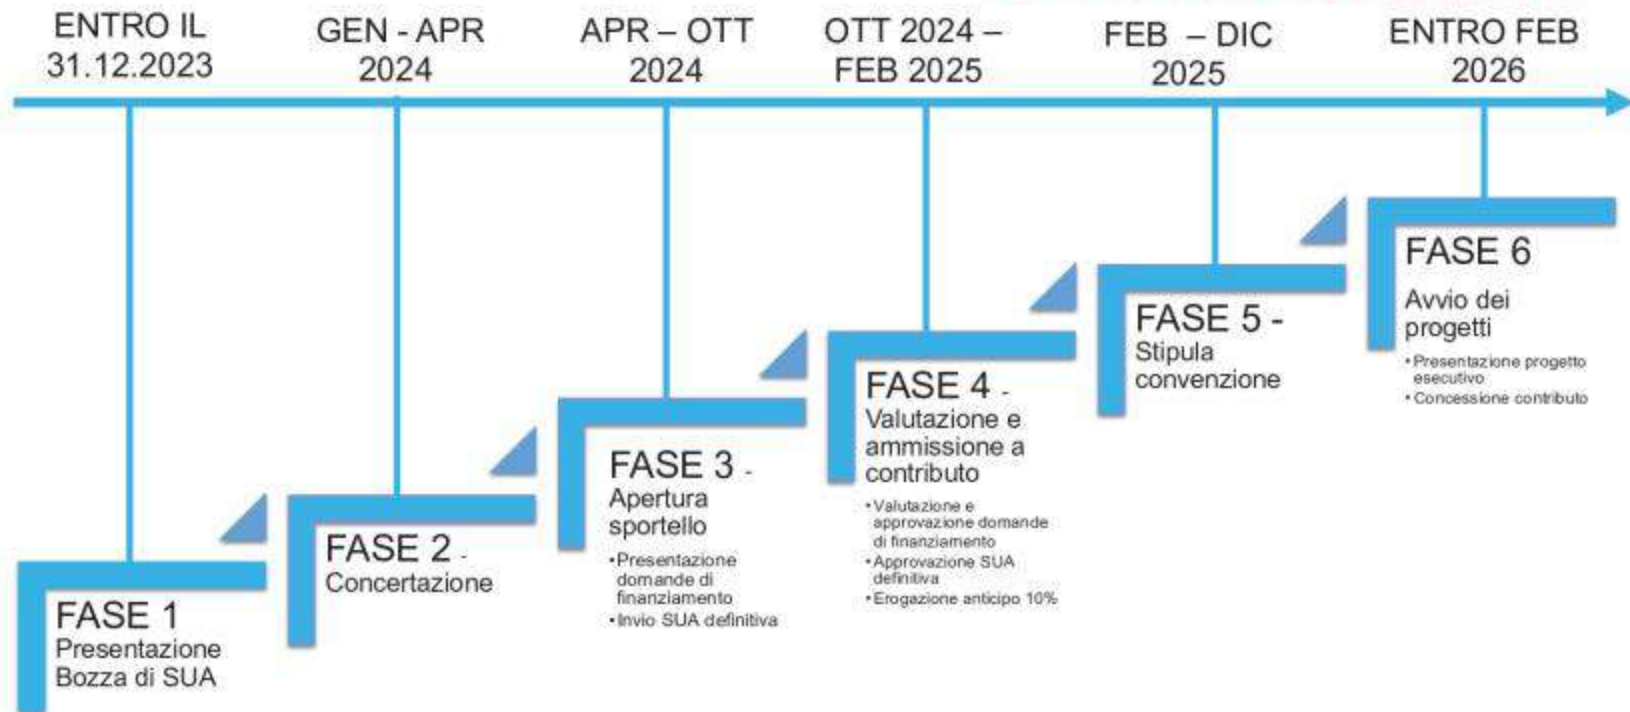 ENTRO IL
31.12.2023
GEN - APR
2024
APR – OTT
2024
OTT 2024 –
FEB 2025
FEB – DIC
2025
ENTRO FEB
2026
FASE 1
Presentazione
Bozza di SUA
FASE 2 -
Concertazione
FASE 3 -
Apertura
sportello
•Presentazione
domande di
finanziamento
•Invio SUA definitiva
FASE 4 -
Valutazione e
ammissione a
contributo
•Valutazione e
approvazione domande
di finanziamento
•Approvazione SUA
definitiva
•Erogazione anticipo 10%
FASE 5 -
Stipula
convenzione
FASE 6
Avvio dei
progetti
•Presentazione progetto
esecutivo
•Concessione contributo